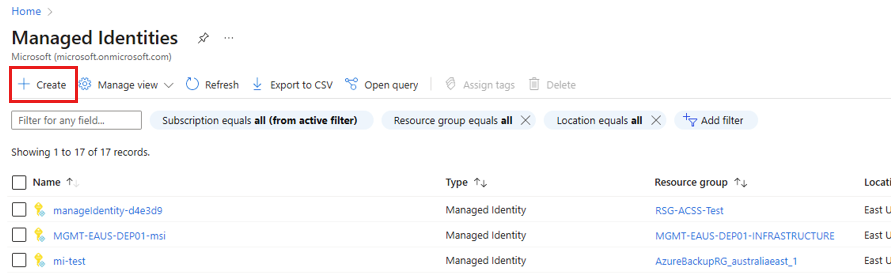 Home >
Managed Identities
Microsoft (microsoft.onmicrosoft.com)
Create Manage view Refresh Export to CSV Open query Assign tags Delete
Filter for any field... Subscription equals all (from active filter) Resource group equals all Location equals all Add filter
Showing 1 to 17 of 17 records.
Name Type Resource group Locati
manageIdentity-d4e3d9 Managed Identity RSG-ACSS-Test East U
MGMT-EAUS-DEP01-msi Managed Identity MGMT-EAUS-DEP01-INFRASTRUCTURE East U
mi-test Managed Identity AzureBackupRG_australiaeast_1 East U